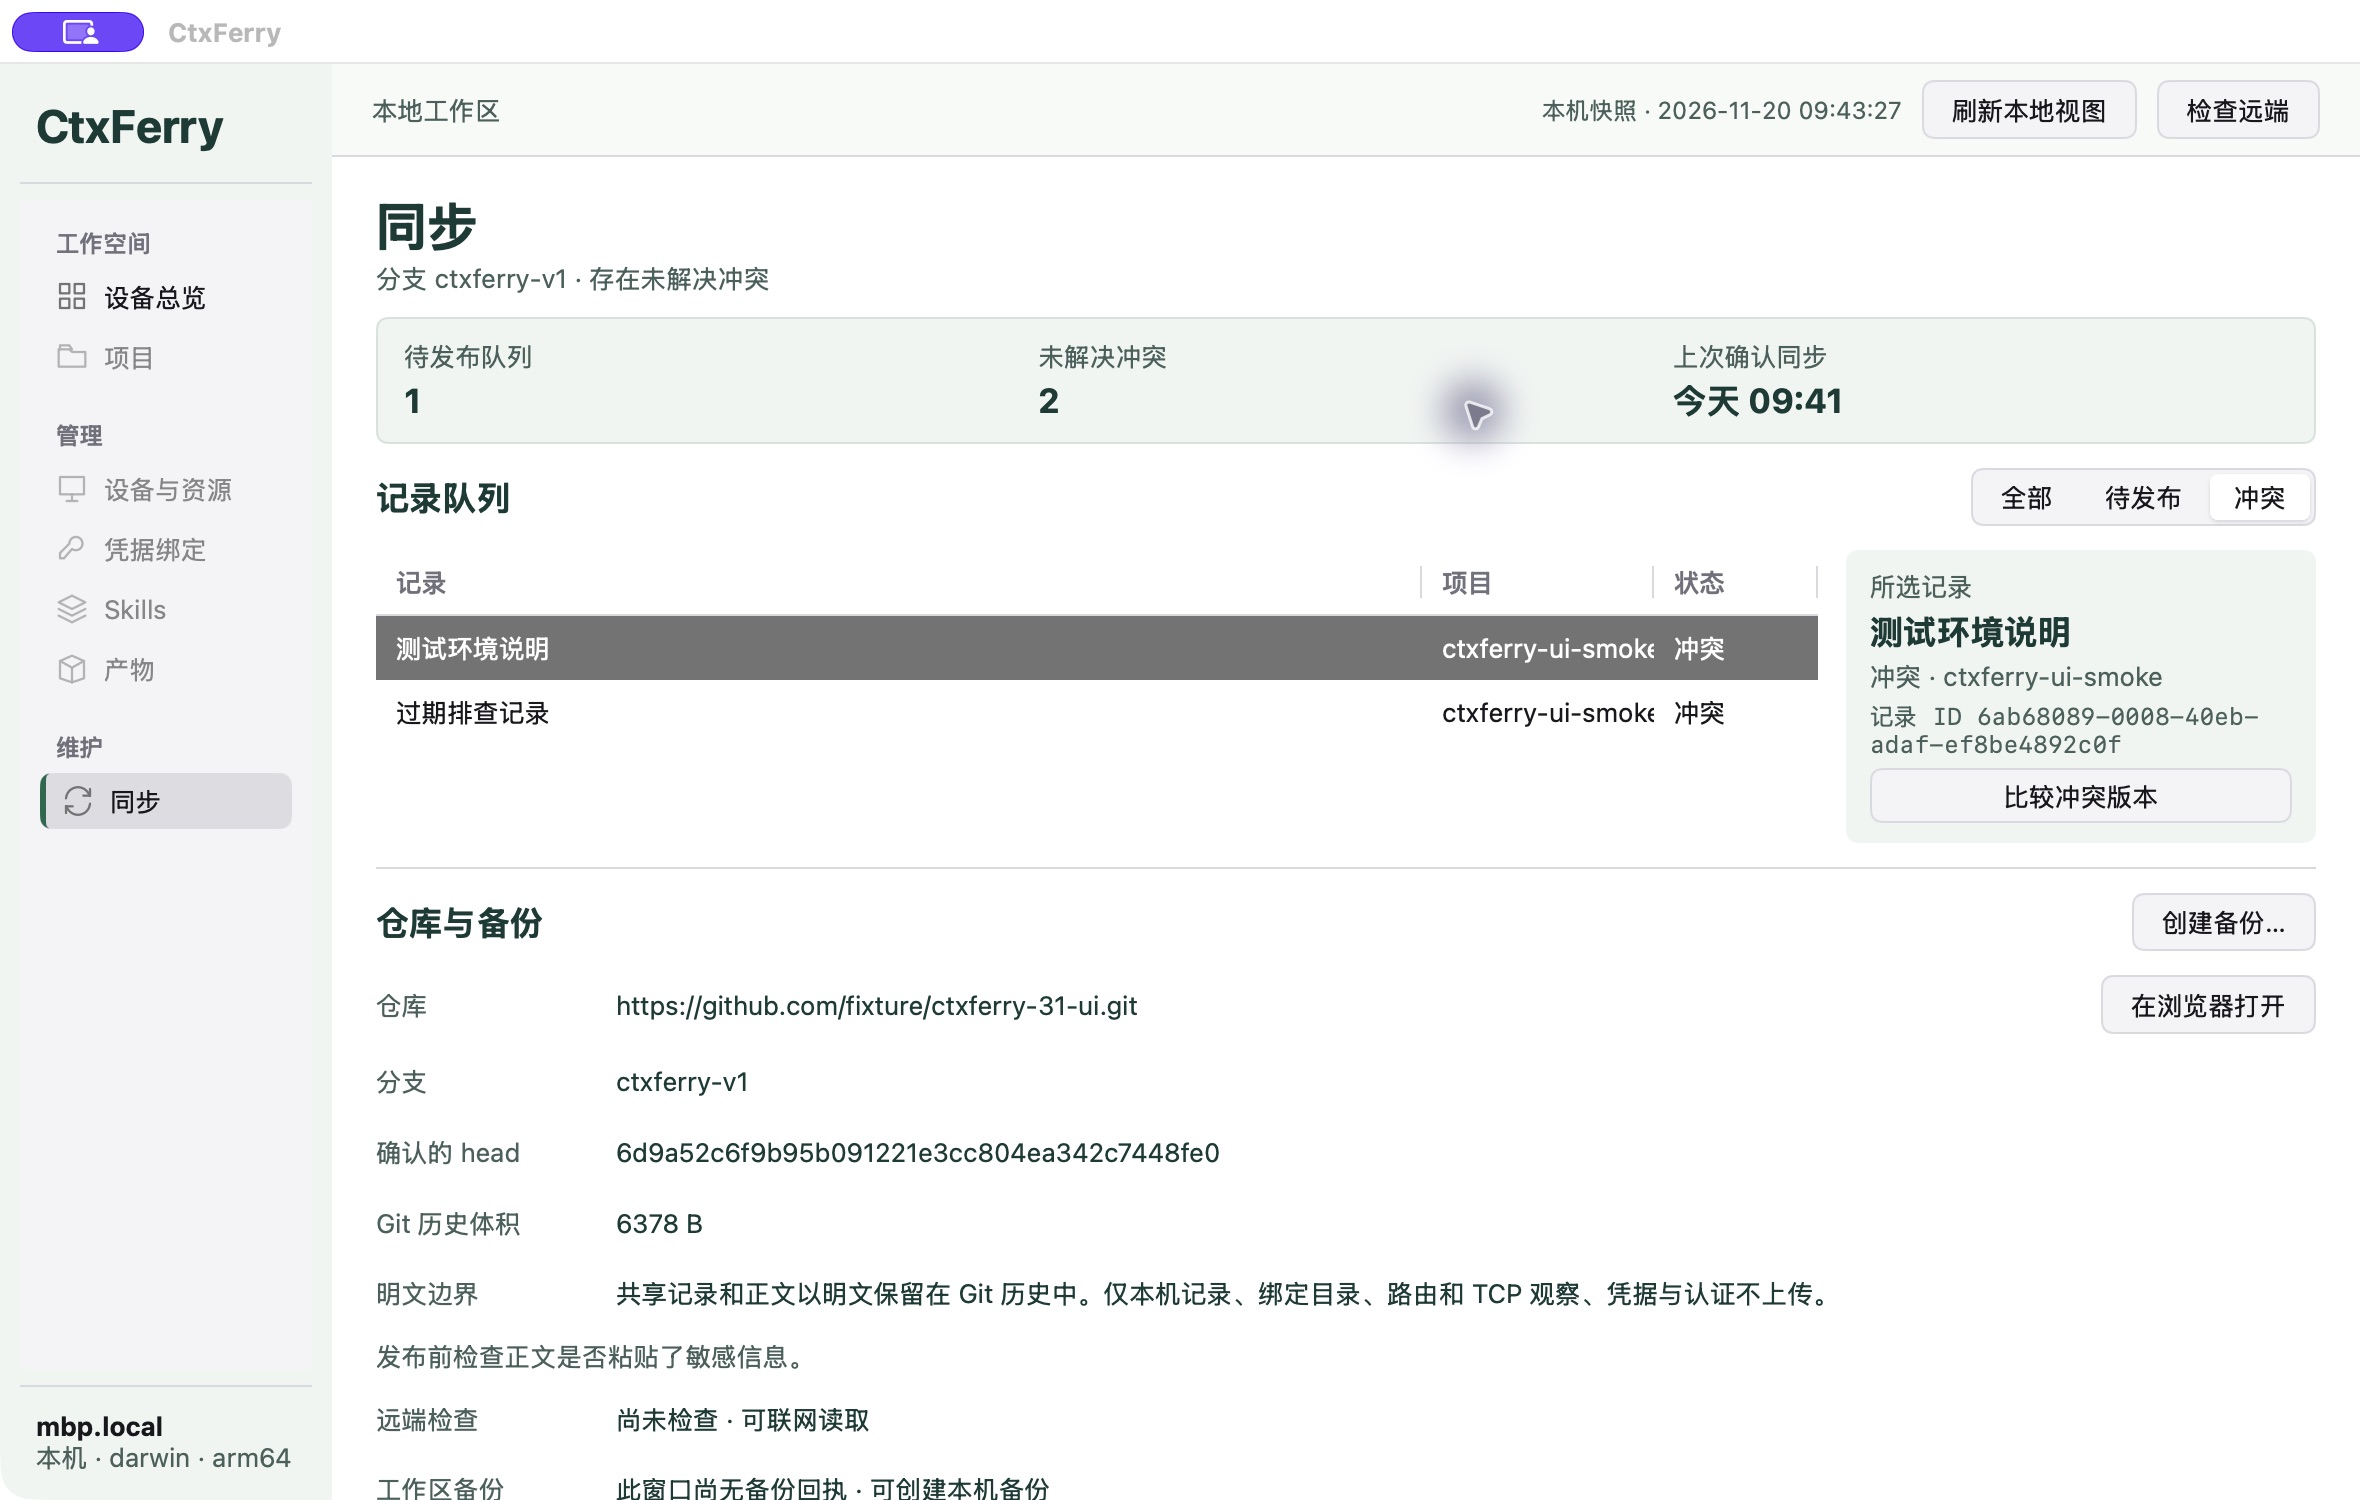 CtxFerry
CtxFerry
工作空间
设备总览
项目
管理
设备与资源
凭据绑定
Skills
产物
维护
同步
mbp.local
本机 · darwin · arm64
本地工作区
本机快照 · 2026-11-20 09:43:27
刷新本地视图
检查远端
同步
分支 ctxferry-v1 · 存在未解决冲突
待发布队列
1
未解决冲突
2
上次确认同步
今天 09:41
记录队列
全部 待发布 冲突
记录 项目 状态
测试环境说明 ctxferry-ui-smoke 冲突
过期排查记录 ctxferry-ui-smoke 冲突
所选记录
测试环境说明
冲突 · ctxferry-ui-smoke
记录 ID 6ab68089-0008-40eb-
adaf-ef8be4892c0f
比较冲突版本
仓库与备份
创建备份...
仓库 https://github.com/fixture/ctxferry-31-ui.git
在浏览器打开
分支 ctxferry-v1
确认的 head 6d9a52c6f9b95b091221e3cc804ea342c7448fe0
Git 历史体积 6378 B
明文边界 共享记录和正文以明文保留在 Git 历史中。仅本机记录、绑定目录、路由和 TCP 观察、凭据与认证不上传。
发布前检查正文是否粘贴了敏感信息。
远端检查 尚未检查 · 可联网读取
工作区备份 此窗口尚无备份回执 · 可创建本机备份